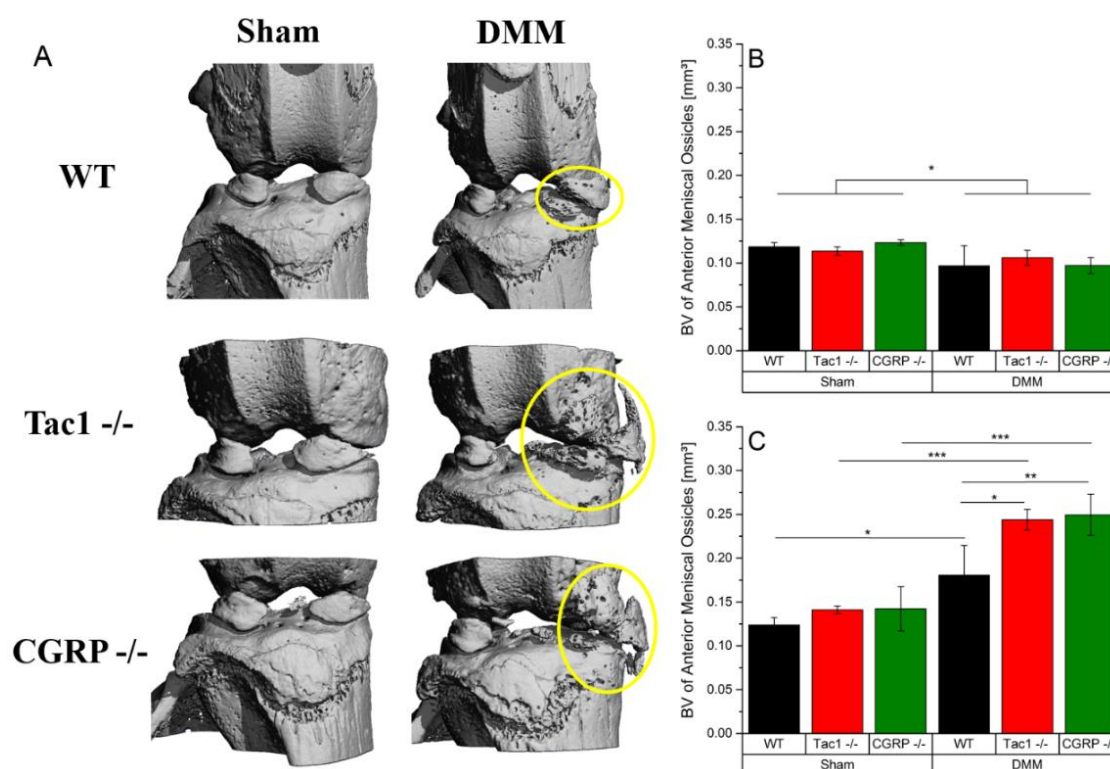 A
Sham
DMM
WT
Tac1 -/-
CGRP -/-
B
BV of Anterior Meniscal Ossicles [mm³]
0.35
0.30
0.25
0.20
0.15
0.10
0.05
0.00
*
WT
Tac1 -/-
CGRP -/-
WT
Tac1 -/-
CGRP -/-
Sham
DMM
C
BV of Anterior Meniscal Ossicles [mm³]
0.35
0.30
0.25
0.20
0.15
0.10
0.05
0.00
***
***
**
*
*
WT
Tac1 -/-
CGRP -/-
WT
Tac1 -/-
CGRP -/-
Sham
DMM